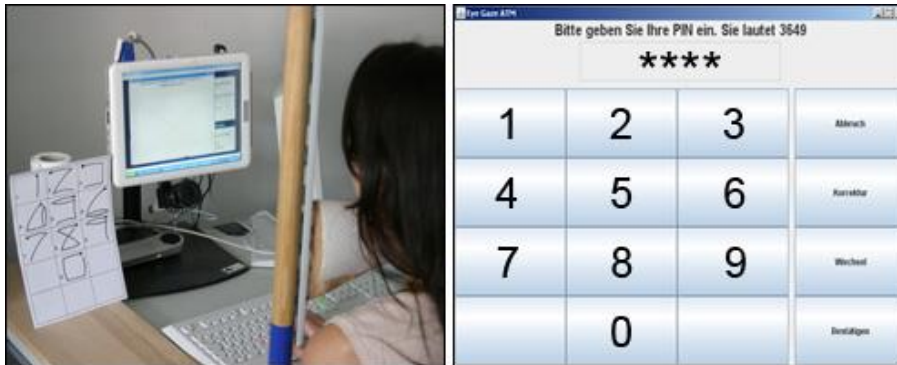 Eye Gaze ATM
Bitte geben Sie Ihre PIN ein. Sie lautet 3649
****
1 2 3 Abbruch
4 5 6 Korrektur
7 8 9 Wechsel
0 Bestätigen